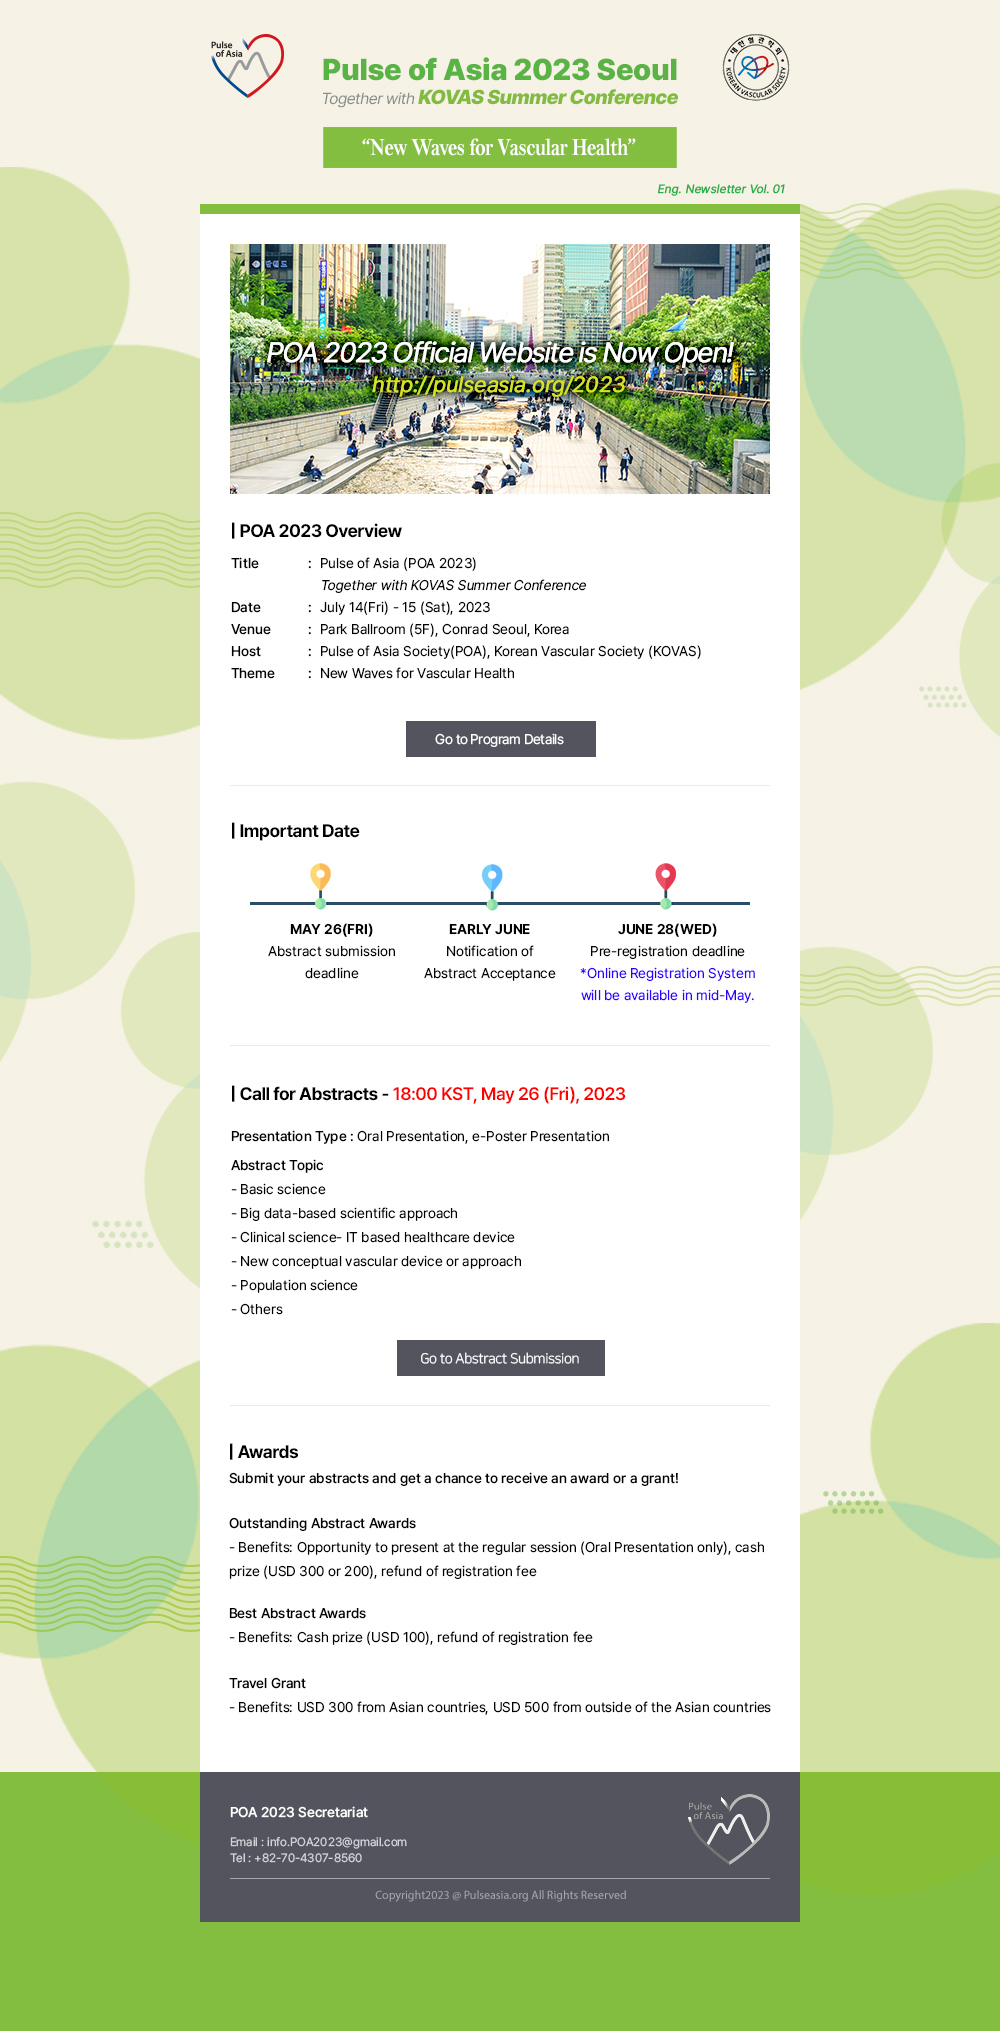 Pulse
of Asia
Pulse of Asia 2023 Seoul
Together with KOVAS Summer Conference
대한혈관학회
KOREAN VASCULAR SOCIETY
“New Waves for Vascular Health”
Eng. Newsletter Vol. 01
POA 2023 Official Website is Now Open!
http://pulseasia.org/2023
| POA 2023 Overview
Title : Pulse of Asia (POA 2023)
Together with KOVAS Summer Conference
Date : July 14(Fri) - 15 (Sat), 2023
Venue : Park Ballroom (5F), Conrad Seoul, Korea
Host : Pulse of Asia Society(POA), Korean Vascular Society (KOVAS)
Theme : New Waves for Vascular Health
Go to Program Details
| Important Date
MAY 26(FRI)
Abstract submission
deadline
EARLY JUNE
Notification of
Abstract Acceptance
JUNE 28(WED)
Pre-registration deadline
*Online Registration System
will be available in mid-May.
| Call for Abstracts - 18:00 KST, May 26 (Fri), 2023
Presentation Type : Oral Presentation, e-Poster Presentation
Abstract Topic
- Basic science
- Big data-based scientific approach
- Clinical science- IT based healthcare device
- New conceptual vascular device or approach
- Population science
- Others
Go to Abstract Submission
| Awards
Submit your abstracts and get a chance to receive an award or a grant!
Outstanding Abstract Awards
- Benefits: Opportunity to present at the regular session (Oral Presentation only), cash
prize (USD 300 or 200), refund of registration fee
Best Abstract Awards
- Benefits: Cash prize (USD 100), refund of registration fee
Travel Grant
- Benefits: USD 300 from Asian countries, USD 500 from outside of the Asian countries
POA 2023 Secretariat
Email : info.POA2023@gmail.com
Tel : +82-70-4307-8560
Pulse
of Asia
Copyright2023 @ Pulseasia.org All Rights Reserved